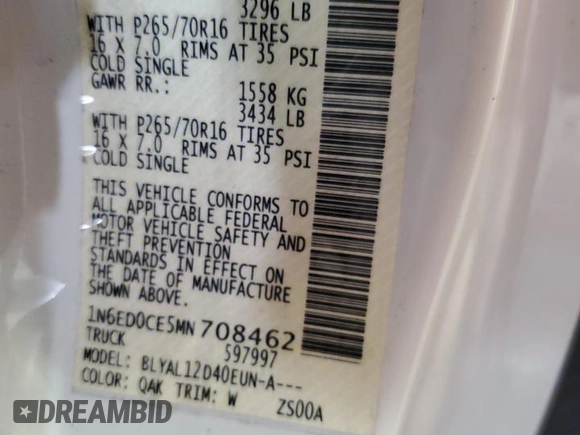 3296 LB
WITH P265/70R16 TIRES
16 X 7.0 RIMS AT 35 PSI
COLD SINGLE
GAWR RR.: 1558 KG
3434 LB
WITH P265/70R16 TIRES
16 X 7.0 RIMS AT 35 PSI
COLD SINGLE
THIS VEHICLE CONFORMS TO
ALL APPLICABLE FEDERAL
MOTOR VEHICLE SAFETY AND
THEFT PREVENTION
STANDARDS IN EFFECT ON
THE DATE OF MANUFACTURE
SHOWN ABOVE.
1N6ED0CE5MN708462
TRUCK 597997
MODEL: BLYAL12D40EUN-A---
COLOR: QAK TRIM: W ZS00A
DREAMBID